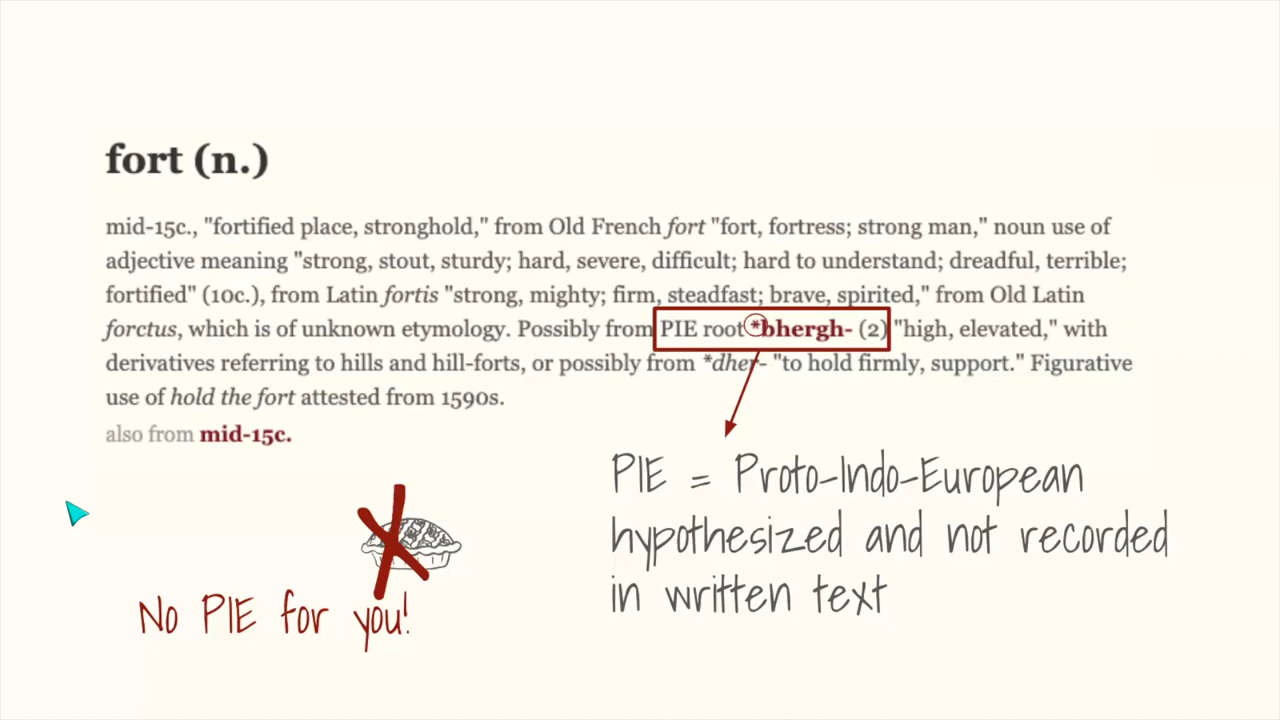 fort (n.)
mid-15c., "fortified place, stronghold," from Old French fort "fort, fortress; strong man," noun use of
adjective meaning "strong, stout, sturdy; hard, severe, difficult; hard to understand; dreadful, terrible;
fortified" (10c.), from Latin fortis "strong, mighty; firm, steadfast; brave, spirited," from Old Latin
forctus, which is of unknown etymology. Possibly from PIE root *bhergh- (2) "high, elevated," with
derivatives referring to hills and hill-forts, or possibly from *dher- "to hold firmly, support." Figurative
use of hold the fort attested from 1590s.
also from mid-15c.
PIE = Proto-Indo-European
hypothesized and not recorded
in written text
No PIE for you!